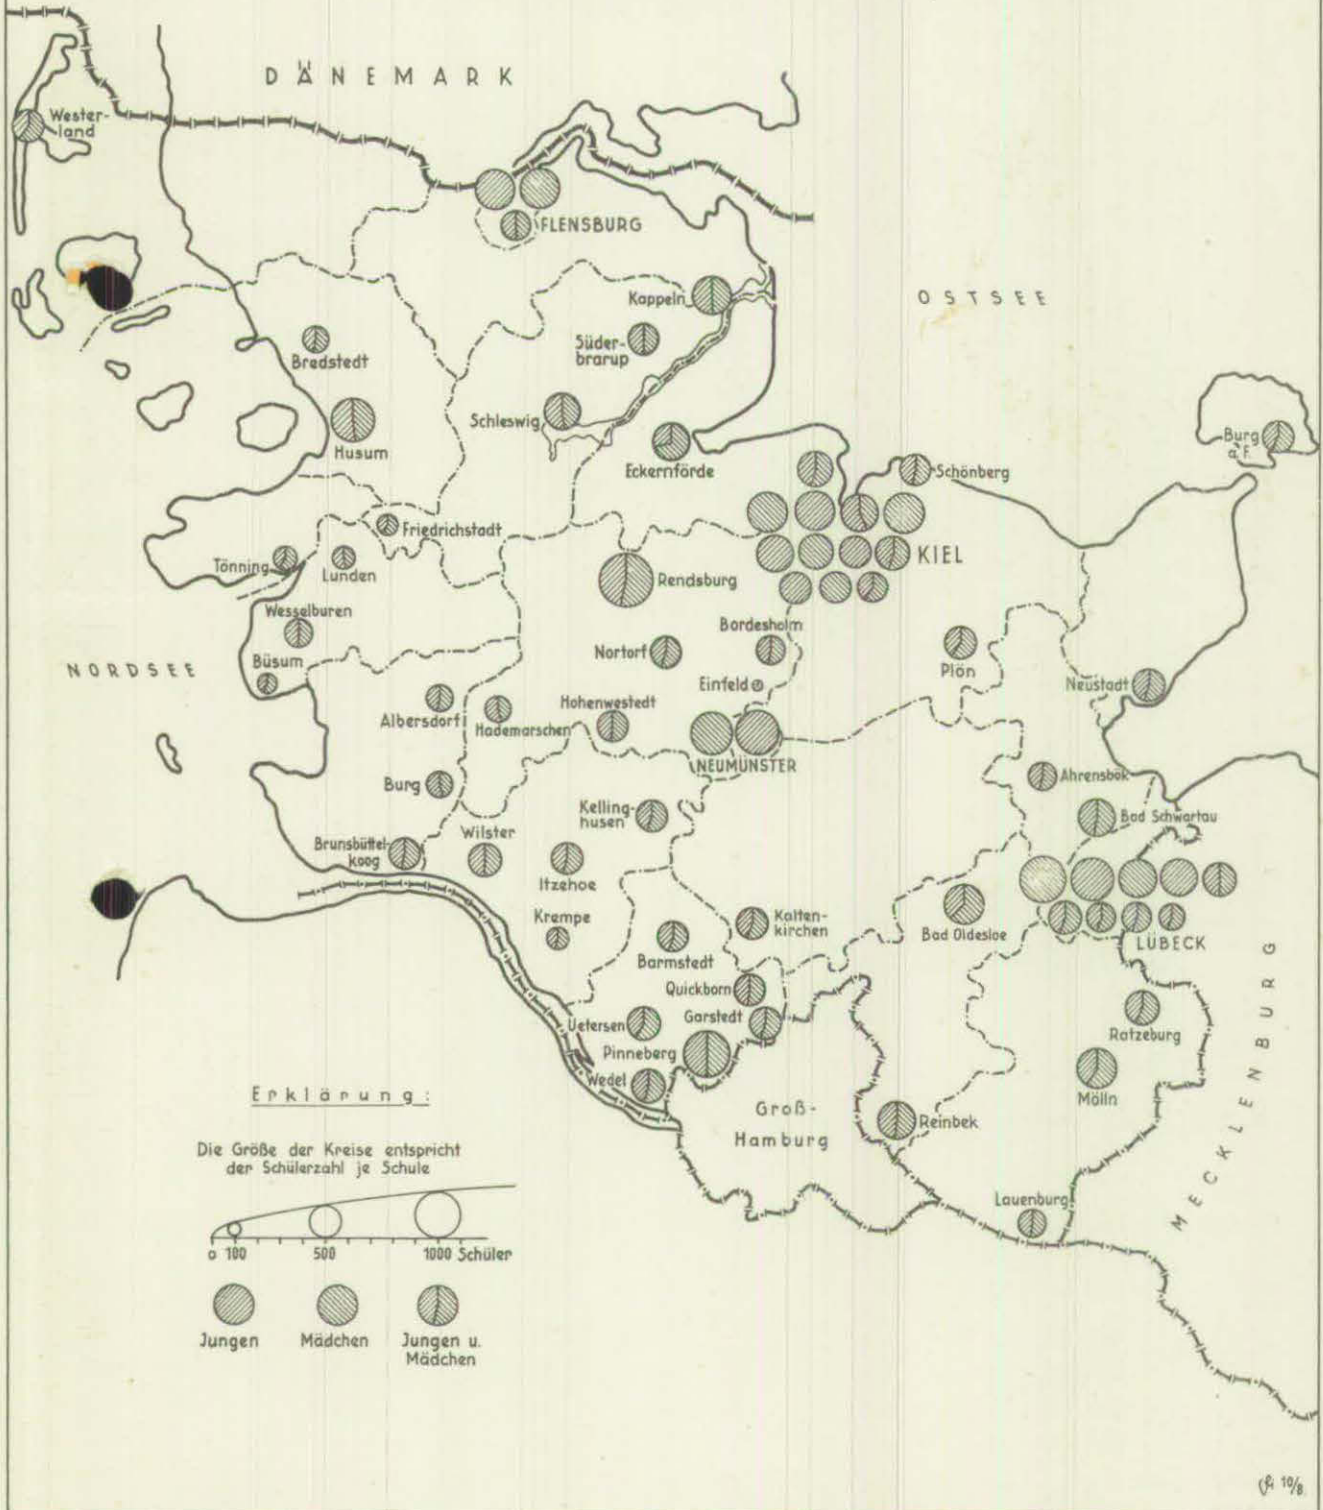 DÄNEMARK
Wester-
land
FLENSBURG
Kappeln
OSTSEE
Süder-
brarup
Bredstedt
Schleswig
Husum
Eckernförde
Burg
a. F.
Schönberg
Friedrichstadt
KIEL
Tönning
Lunden
Rendsburg
Wesselburen
Bordesholm
Nortorf
NORDSEE
Büsum
Plön
Einfeld
Neustadt
Albersdorf
Hademarschen
Hohenwestedt
NEUMÜNSTER
Ahrensbök
Burg
Kelling-
husen
Bad Schwartau
Brunsbüttel-
koog
Wilster
Itzehoe
Krempe
Kalten-
kirchen
Bad Oldesloe
LÜBECK
Barmstedt
Quickborn
Uetersen
Garstedt
Ratzeburg
Pinneberg
Wedel
Mölln
MECKLENBURG
Groß-
Hamburg
Reinbek
Lauenburg
Erklärung:
Die Größe der Kreise entspricht
der Schülerzahl je Schule
0 100 500 1000 Schüler
Jungen Mädchen Jungen u.
Mädchen
10/8